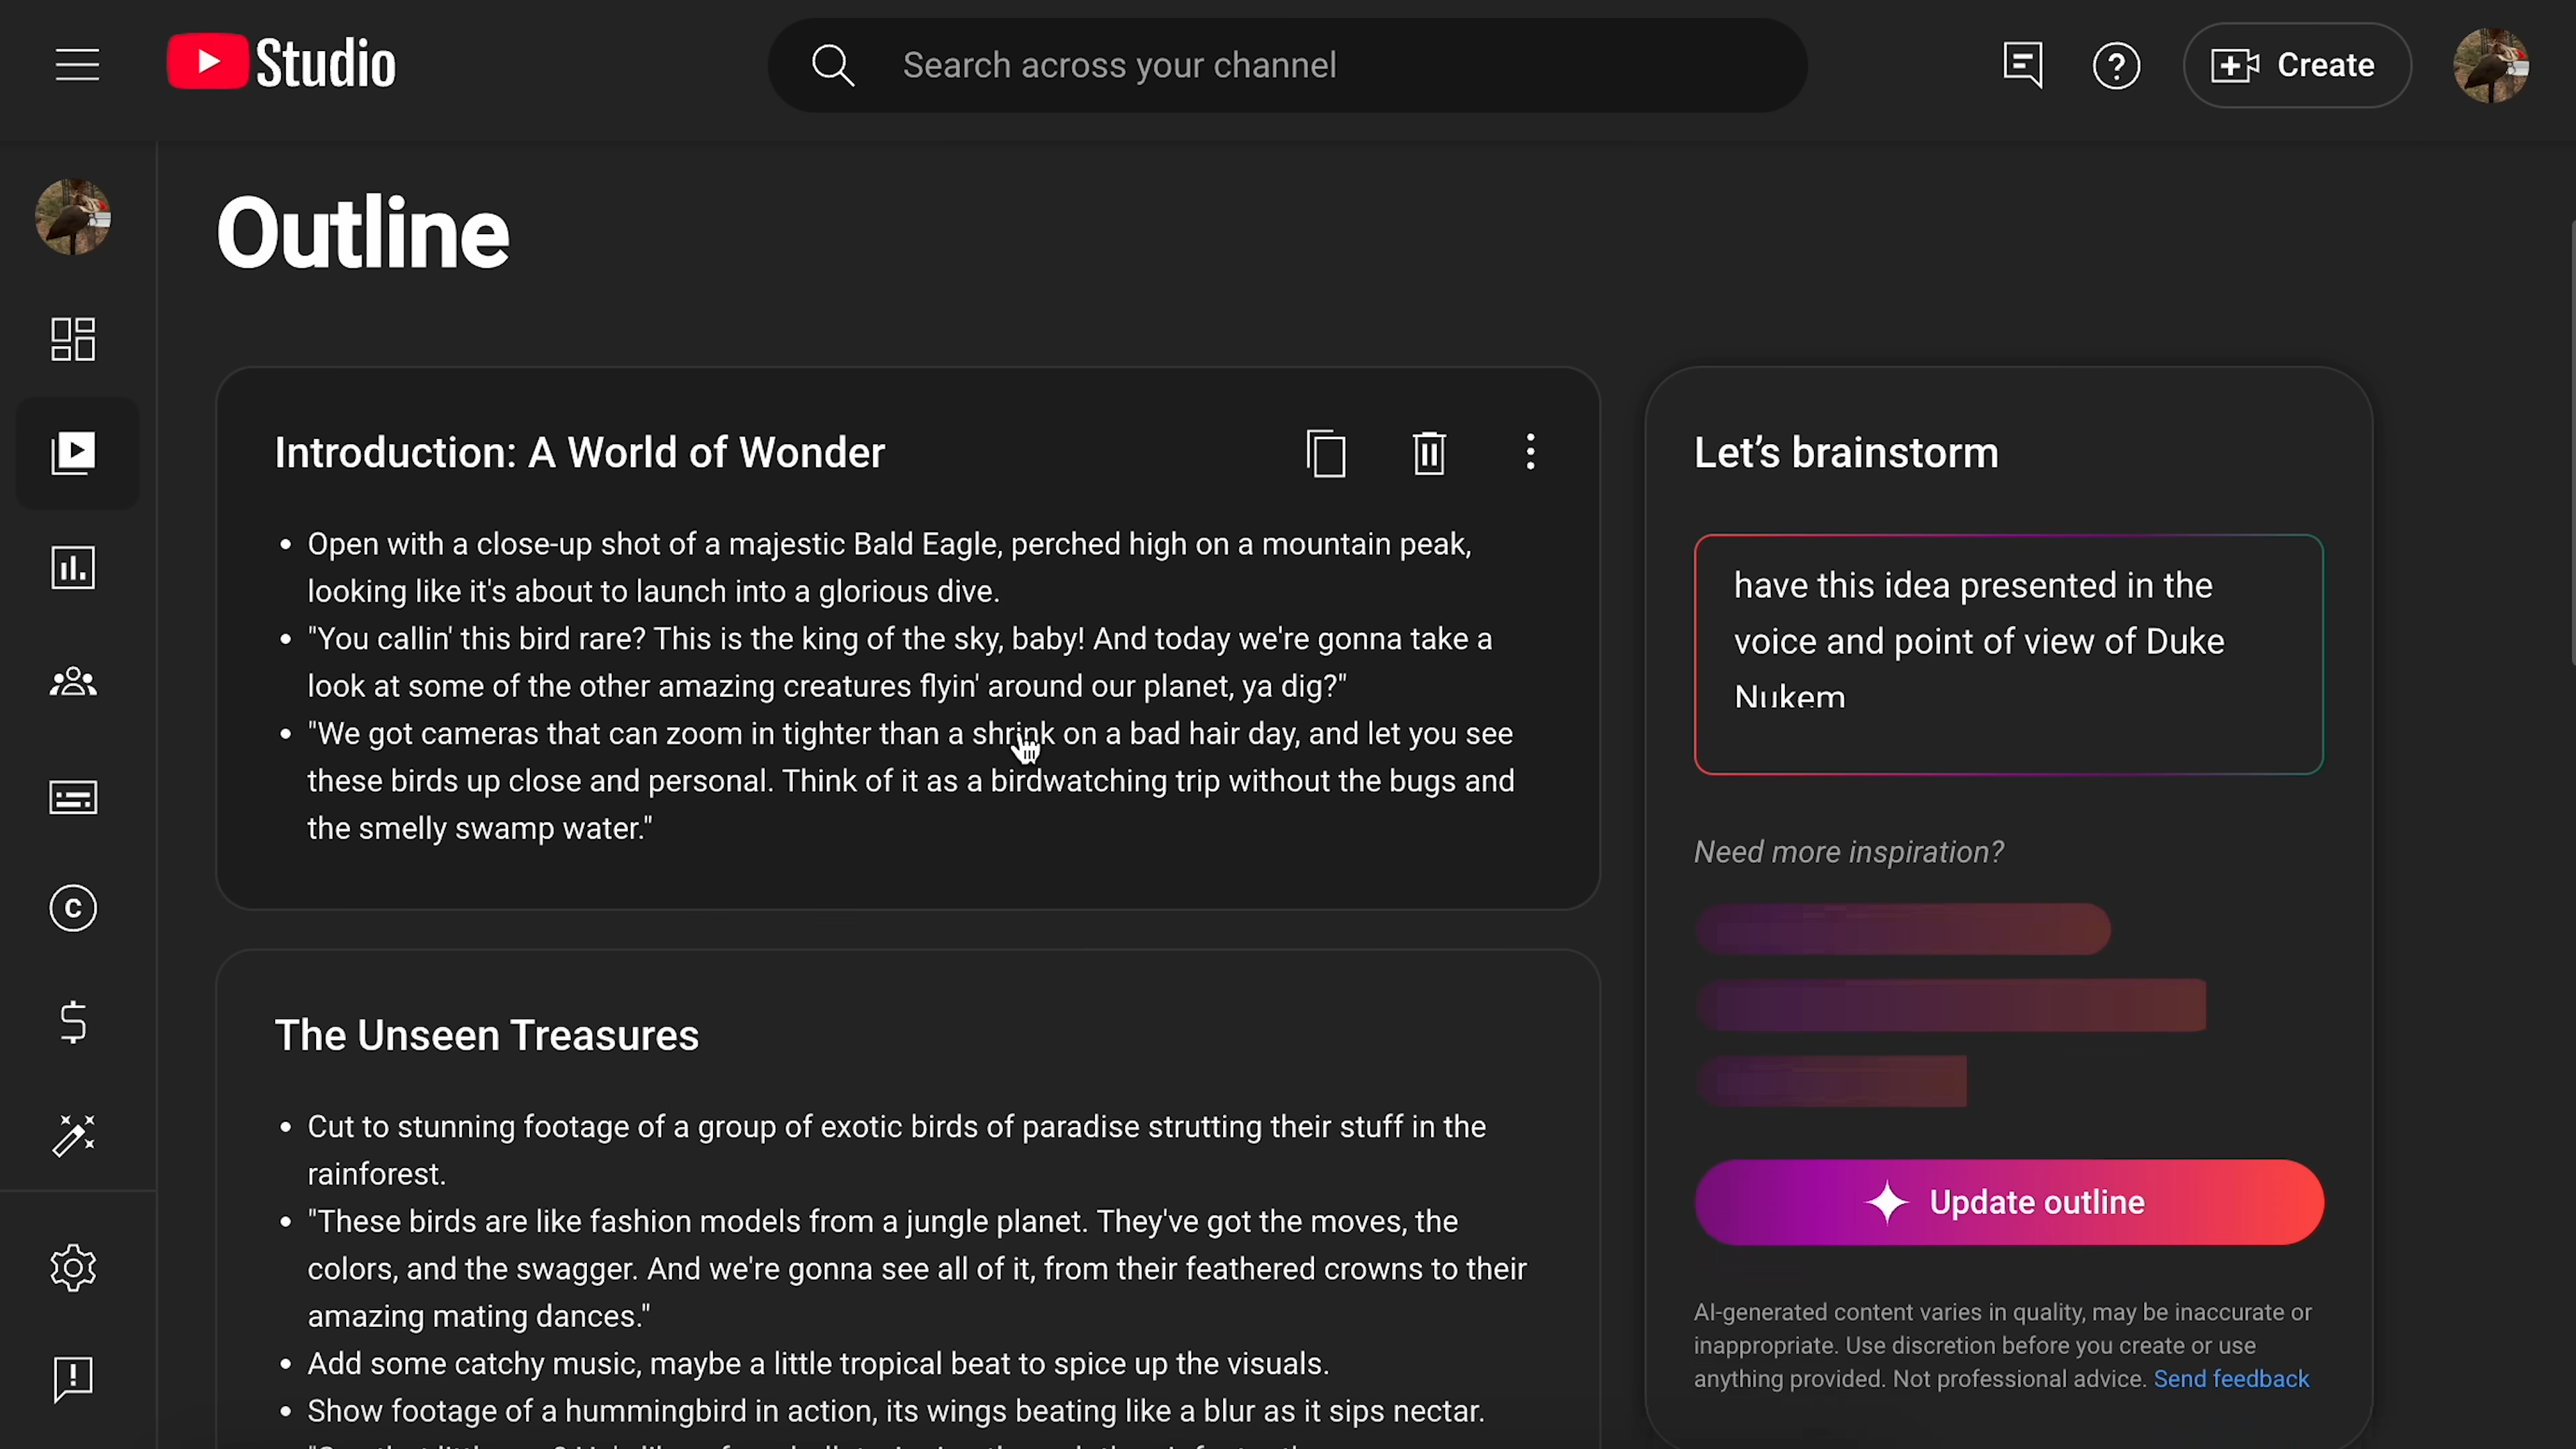 Studio
Search across your channel
Create
Outline
Introduction: A World of Wonder
• Open with a close-up shot of a majestic Bald Eagle, perched high on a mountain peak,
looking like it's about to launch into a glorious dive.
• "You callin' this bird rare? This is the king of the sky, baby! And today we're gonna take a
look at some of the other amazing creatures flyin' around our planet, ya dig?"
• "We got cameras that can zoom in tighter than a shrink on a bad hair day, and let you see
these birds up close and personal. Think of it as a birdwatching trip without the bugs and
the smelly swamp water."
The Unseen Treasures
• Cut to stunning footage of a group of exotic birds of paradise strutting their stuff in the
rainforest.
• "These birds are like fashion models from a jungle planet. They've got the moves, the
colors, and the swagger. And we're gonna see all of it, from their feathered crowns to their
amazing mating dances."
• Add some catchy music, maybe a little tropical beat to spice up the visuals.
• Show footage of a hummingbird in action, its wings beating like a blur as it sips nectar.
Let's brainstorm
have this idea presented in the
voice and point of view of Duke
Nukem
Need more inspiration?
Update outline
AI-generated content varies in quality, may be inaccurate or
inappropriate. Use discretion before you create or use
anything provided. Not professional advice. Send feedback